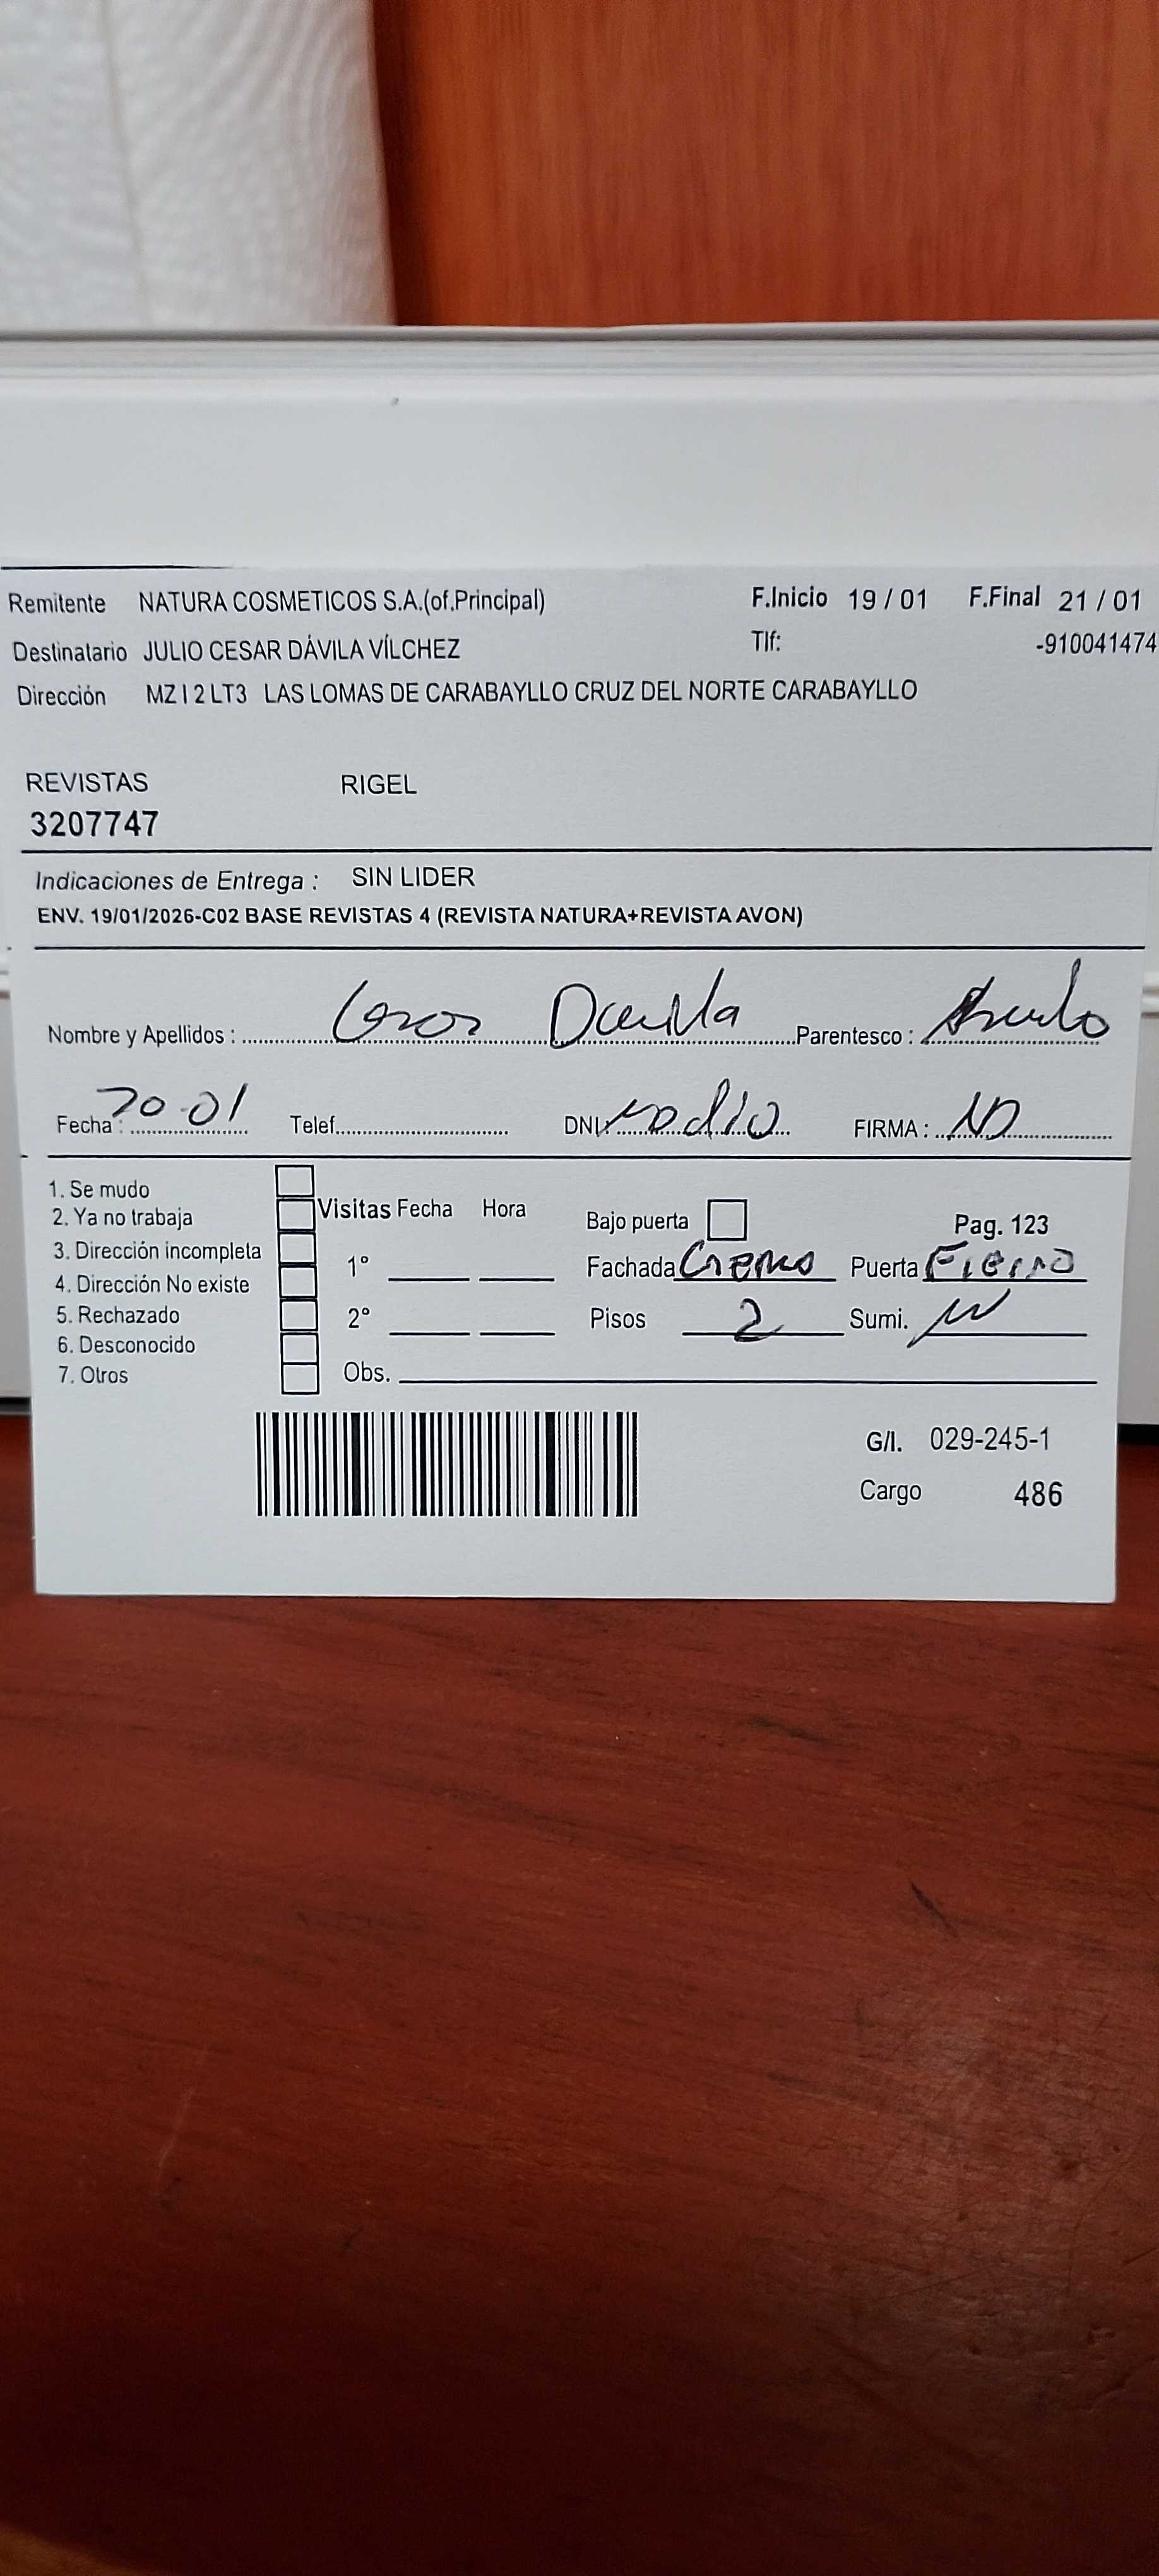 Remitente NATURA COSMETICOS S.A.(of.Principal) F.Inicio 19 / 01 F.Final 21 / 01
Destinatario JULIO CESAR DÁVILA VÍLCHEZ Tlf: -910041474
Dirección MZ I 2 LT3 LAS LOMAS DE CARABAYLLO CRUZ DEL NORTE CARABAYLLO
REVISTAS RIGEL
3207747
Indicaciones de Entrega : SIN LIDER
ENV. 19/01/2026-C02 BASE REVISTAS 4 (REVISTA NATURA+REVISTA AVON)
Nombre y Apellidos : Davila Parentesco :
Fecha : 20-01 Telef. DNI: no dio FIRMA :
1. Se mudo
2. Ya no trabaja Visitas Fecha Hora Bajo puerta Pag. 123
3. Dirección incompleta 1° Fachada Crema Puerta Fierro
4. Dirección No existe
5. Rechazado 2° Pisos 2 Sumi.
6. Desconocido
7. Otros Obs.
G/I. 029-245-1
Cargo 486